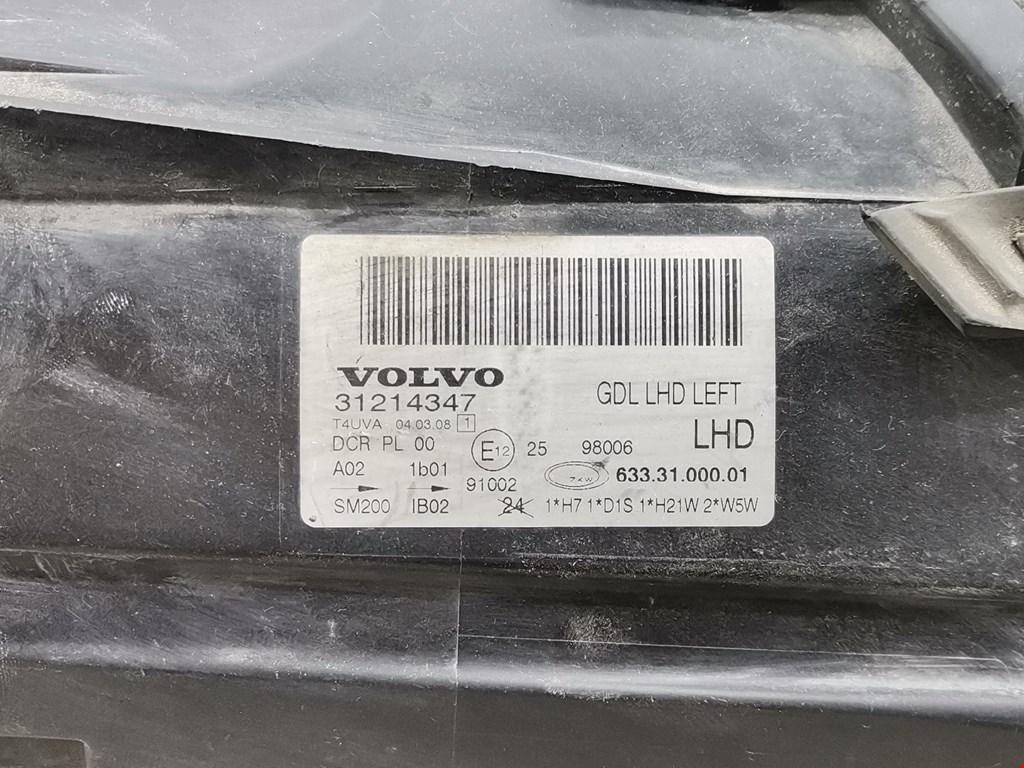 VOLVO
31214347
GDL LHD LEFT
T4UVA 04.03.08 1
LHD
DCR PL 00
E12 25 98006
A02 1b01
91002
ZKW 633.31.000.01
SM200 IB02 24 1*H7 1*D1S 1*H21W 2*W5W